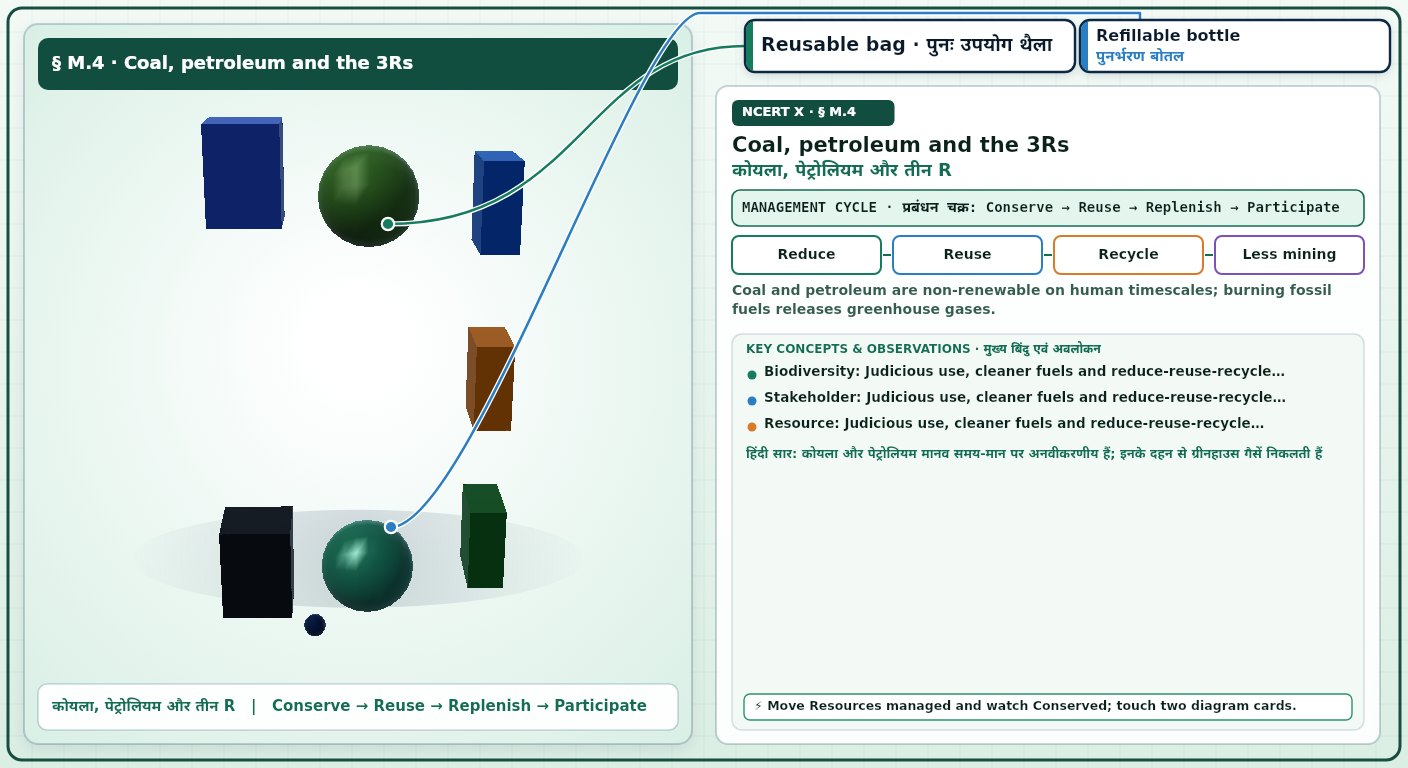 § M.4 · Coal, petroleum and the 3Rs
Reusable bag · पुनः उपयोग थैला
Refillable bottle
पुनर्भरण बोतल
NCERT X · § M.4
Coal, petroleum and the 3Rs
कोयला, पेट्रोलियम और तीन R
MANAGEMENT CYCLE · प्रबंधन चक्र: Conserve → Reuse → Replenish → Participate
Reduce
Reuse
Recycle
Less mining
Coal and petroleum are non-renewable on human timescales; burning fossil
fuels releases greenhouse gases.
KEY CONCEPTS & OBSERVATIONS · मुख्य बिंदु एवं अवलोकन
Biodiversity: Judicious use, cleaner fuels and reduce-reuse-recycle…
Stakeholder: Judicious use, cleaner fuels and reduce-reuse-recycle…
Resource: Judicious use, cleaner fuels and reduce-reuse-recycle…
हिंदी सार: कोयला और पेट्रोलियम मानव समय-मान पर अनवीकरणीय हैं; इनके दहन से ग्रीनहाउस गैसें निकलती हैं
⚡ Move Resources managed and watch Conserved; touch two diagram cards.
कोयला, पेट्रोलियम और तीन R | Conserve → Reuse → Replenish → Participate